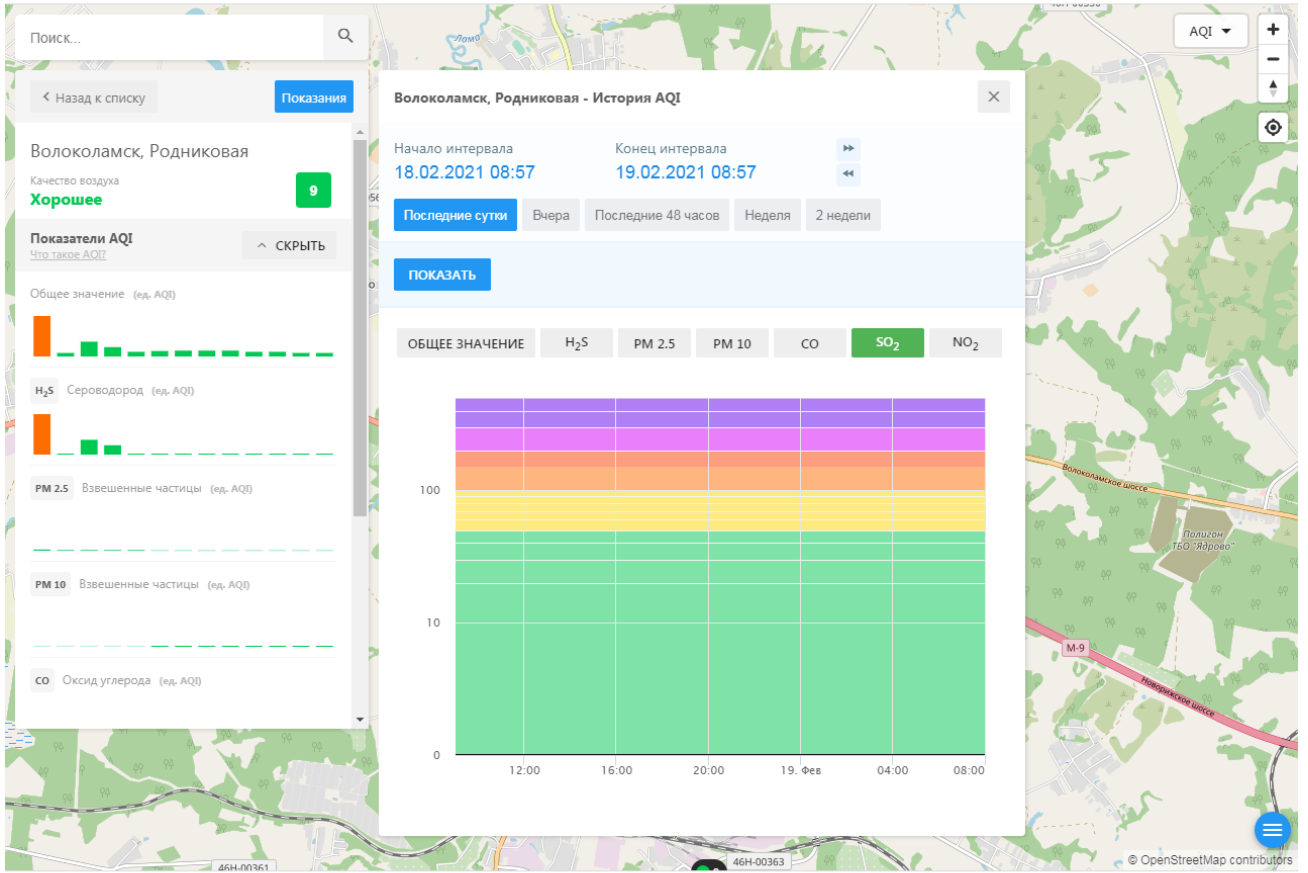 Поиск...
AQI
Ламо
Назад к списку
Показания
Волоколамск, Родниковая
Качество воздуха
Хорошее
9
Показатели AQI
Что такое AQI?
СКРЫТЬ
Общее значение (ед. AQI)
H₂S Сероводород (ед. AQI)
PM 2.5 Взвешенные частицы (ед. AQI)
PM 10 Взвешенные частицы (ед. AQI)
CO Оксид углерода (ед. AQI)
Волоколамск, Родниковая - История AQI
Начало интервала
18.02.2021 08:57
Конец интервала
19.02.2021 08:57
Последние сутки
Вчера
Последние 48 часов
Неделя
2 недели
ПОКАЗАТЬ
ОБЩЕЕ ЗНАЧЕНИЕ
H₂S
PM 2.5
PM 10
CO
SO₂
NO₂
100
10
0
12:00
16:00
20:00
19. Фев
04:00
08:00
Волоколамское шоссе
Полигон
ТБО "Ядрово"
М-9
Новорижское шоссе
46Н-00361
46Н-00363
© OpenStreetMap contributors